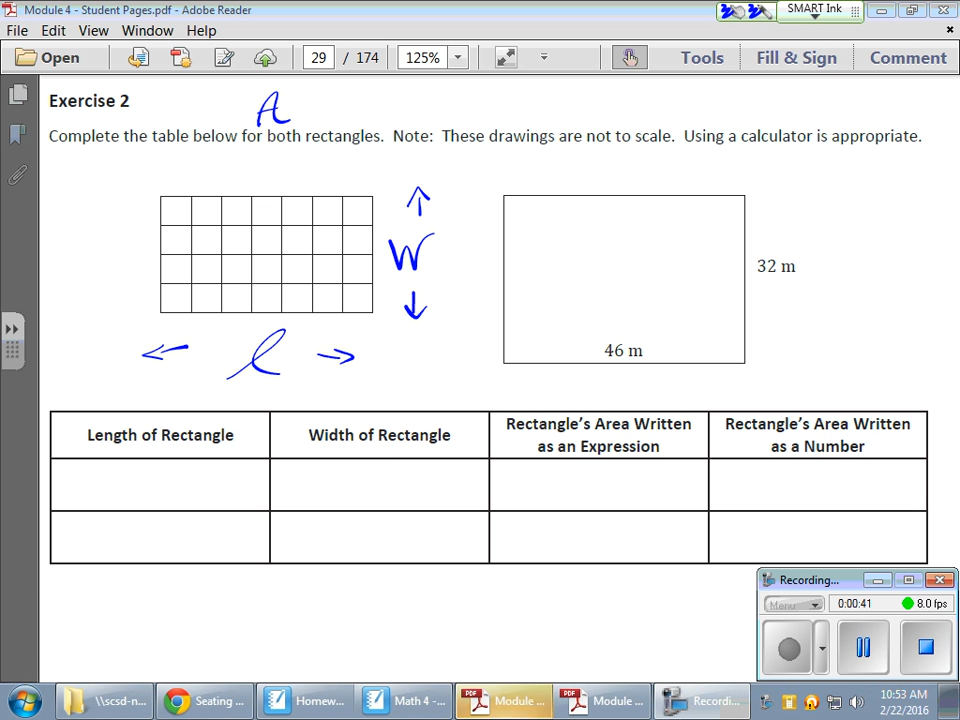 Module 4 - Student Pages.pdf - Adobe Reader
SMART Ink
File Edit View Window Help
Open 29 / 174 125% Tools Fill & Sign Comment
Exercise 2
A
Complete the table below for both rectangles. Note: These drawings are not to scale. Using a calculator is appropriate.
W
32 m
l
46 m
Length of Rectangle
Width of Rectangle
Rectangle's Area Written
as an Expression
Rectangle's Area Written
as a Number
Recording...
Menu 0:00:41 8.0 fps
\\sccd-n... Seating ... Homew... Math 4 -... Module ... Module ... Recordi...
10:53 AM
2/22/2016